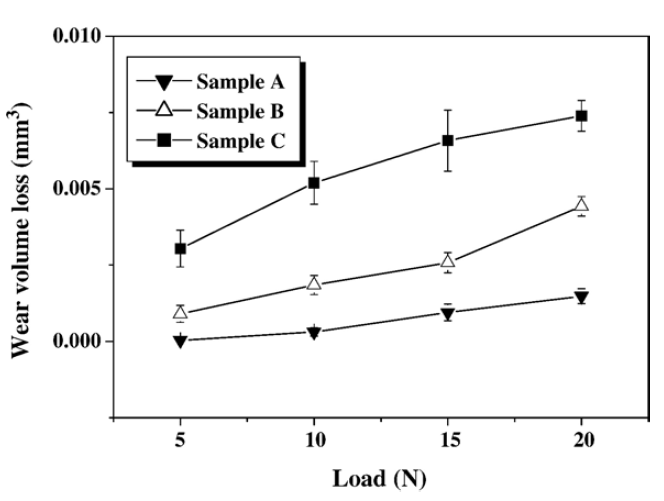 0.010
Sample A
Sample B
Sample C
0.005
0.000
Wear volume loss (mm³)
5 10 15 20
Load (N)